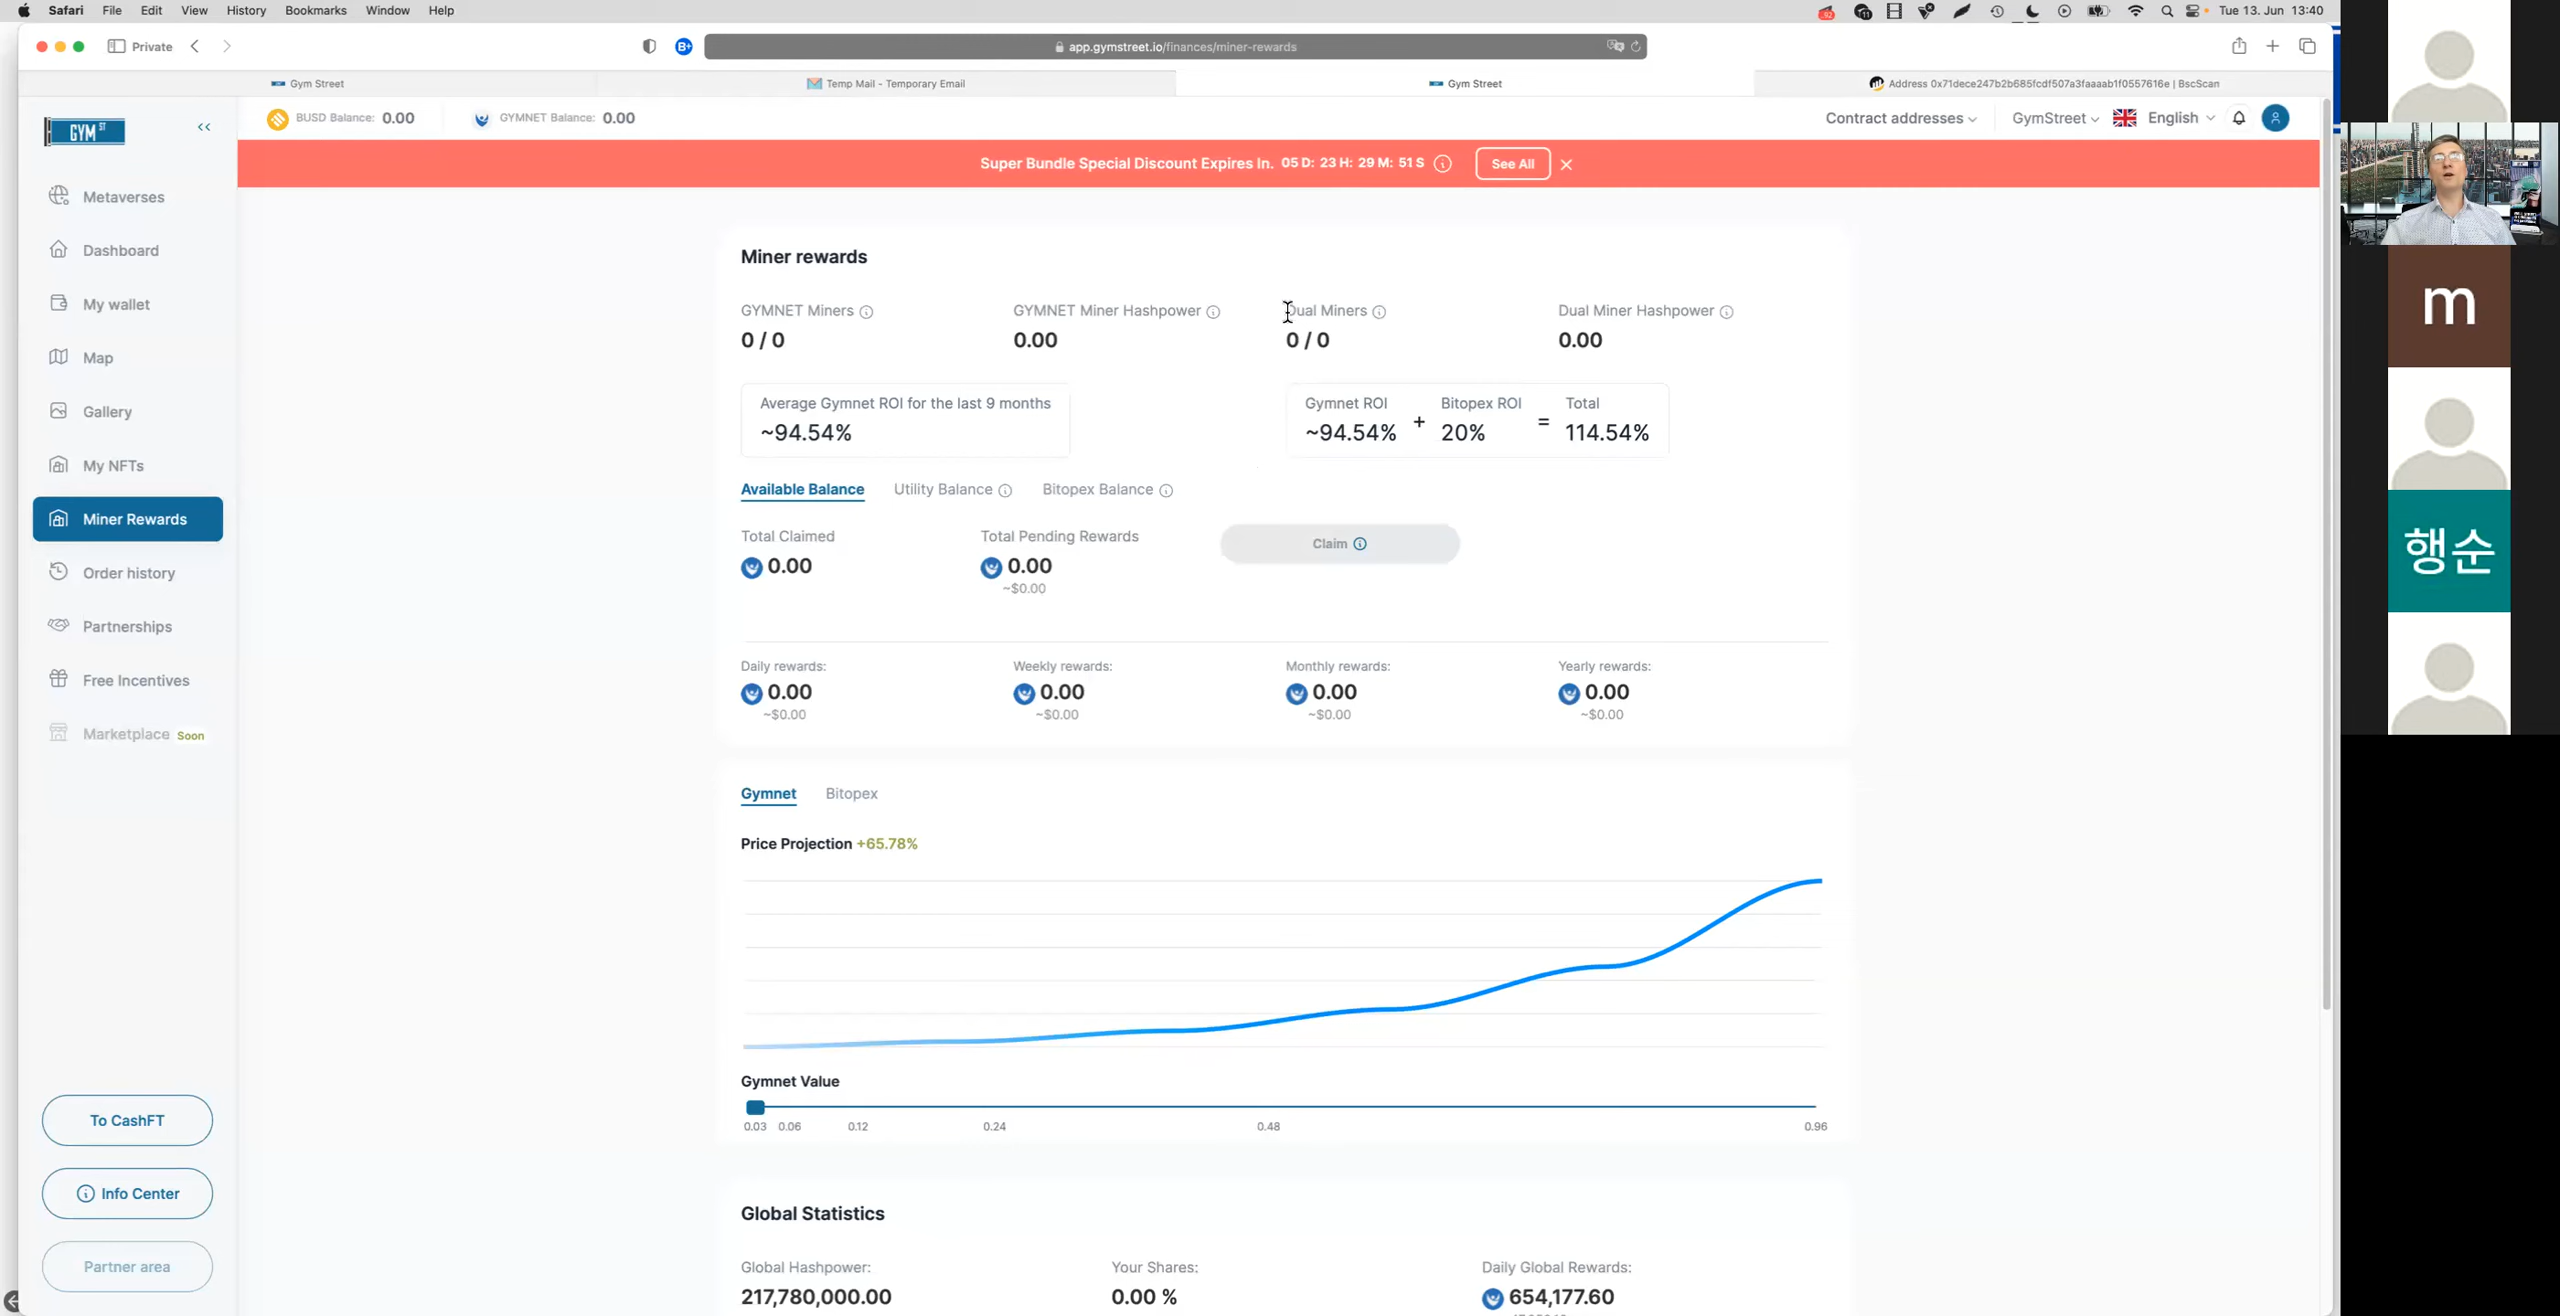 Safari File Edit View History Bookmarks Window Help
Tue 13. Jun 13:40
Private
app.gymstreet.io/finances/miner-rewards
Gym Street
Temp Mail - Temporary Email
Gym Street
Address 0x71dece247b2b685fcdf507a3faaaab1f0557616e | BscScan
GYM ST
BUSD Balance: 0.00
GYMNET Balance: 0.00
Contract addresses
GymStreet
English
Super Bundle Special Discount Expires In. 05 D: 23 H: 29 M: 51 S
See All
Metaverses
Dashboard
My wallet
Map
Gallery
My NFTs
Miner Rewards
Order history
Partnerships
Free Incentives
Marketplace Soon
To CashFT
Info Center
Partner area
Miner rewards
GYMNET Miners
0 / 0
GYMNET Miner Hashpower
0.00
Dual Miners
0 / 0
Dual Miner Hashpower
0.00
Average Gymnet ROI for the last 9 months
~94.54%
Gymnet ROI + Bitopex ROI = Total
~94.54% 20% 114.54%
Available Balance
Utility Balance
Bitopex Balance
Total Claimed
0.00
Total Pending Rewards
0.00
~$0.00
Claim
Daily rewards:
0.00
~$0.00
Weekly rewards:
0.00
~$0.00
Monthly rewards:
0.00
~$0.00
Yearly rewards:
0.00
~$0.00
Gymnet
Bitopex
Price Projection +65.78%
Gymnet Value
0.03 0.06 0.12 0.24 0.48 0.96
Global Statistics
Global Hashpower:
217,780,000.00
Your Shares:
0.00 %
Daily Global Rewards:
654,177.60
m
행순